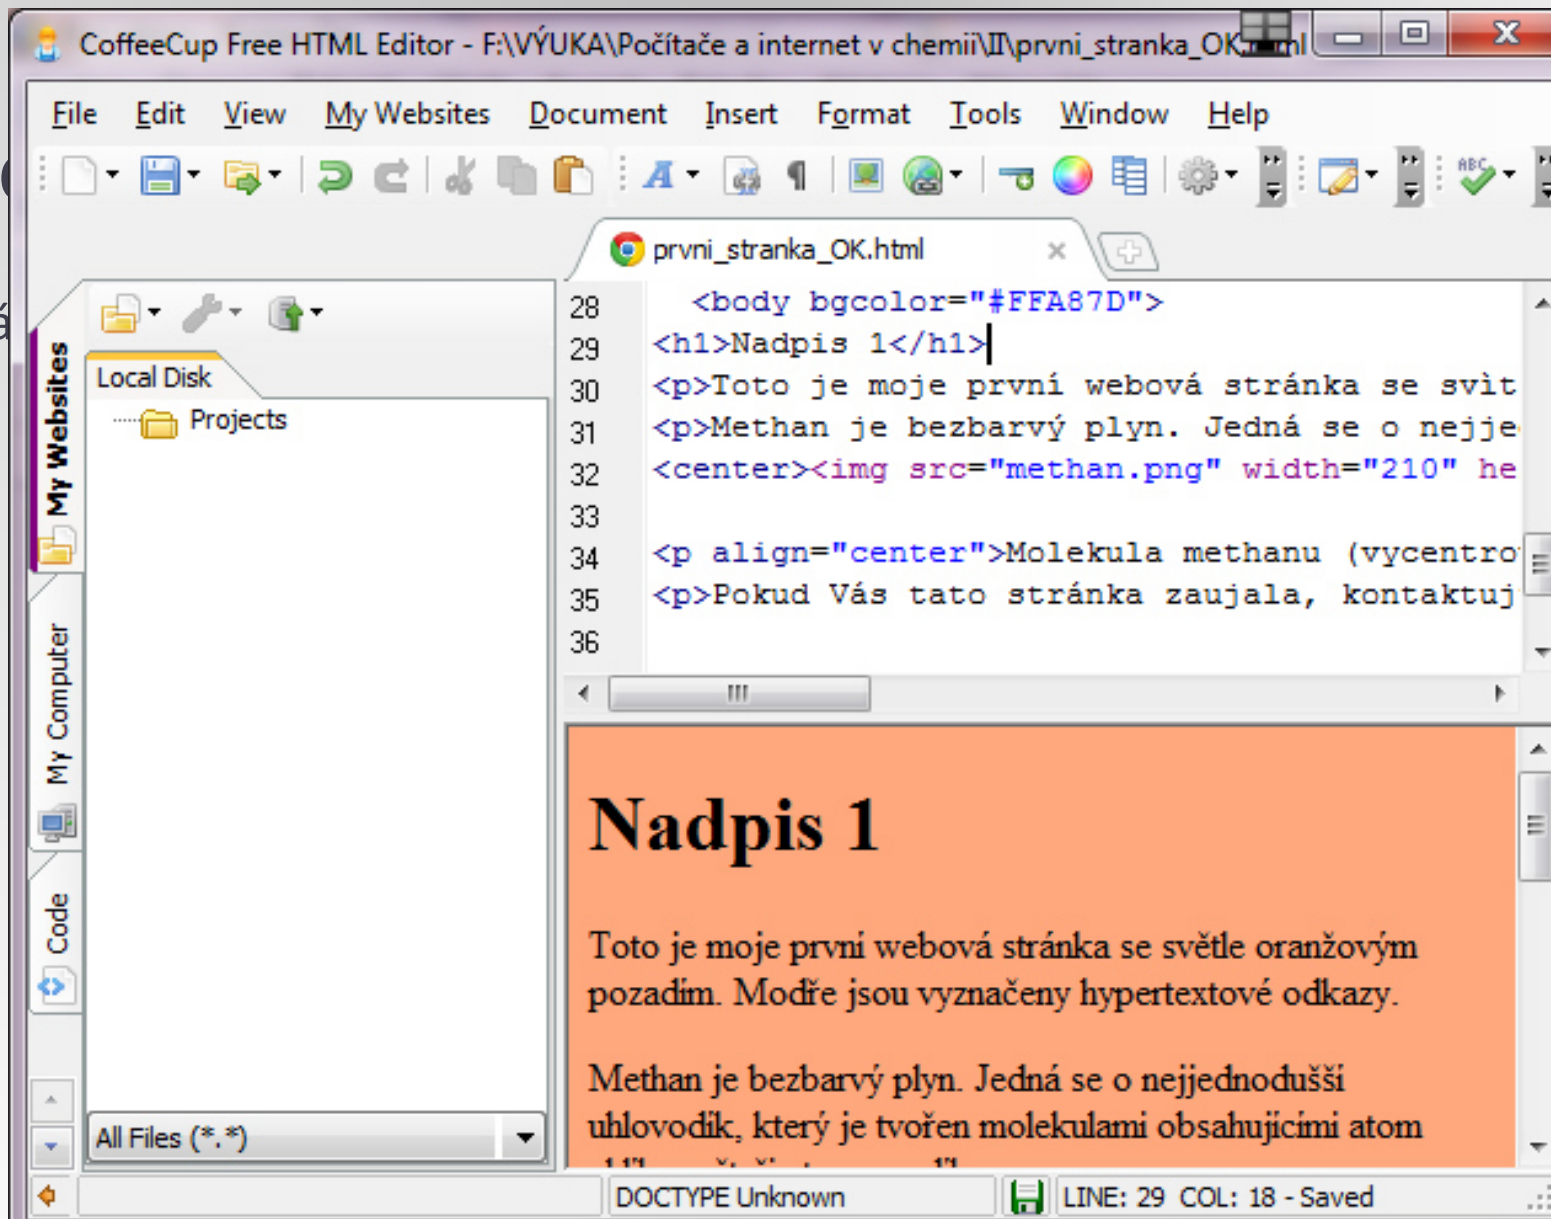 CoffeeCup Free HTML Editor - F:\VÝUKA\Počítače a internet v chemii\II\prvni_stranka_OK.html
File Edit View My Websites Document Insert Format Tools Window Help
ABC
prvni_stranka_OK.html
My Websites
My Computer
Code
Local Disk
Projects
All Files (*.*)
28 <body bgcolor="#FFA87D">
29 <h1>Nadpis 1</h1>
30 <p>Toto je moje první webová stránka se svìt
31 <p>Methan je bezbarvý plyn. Jedná se o nejje
32 <center><img src="methan.png" width="210" he
33
34 <p align="center">Molekula methanu (vycentro
35 <p>Pokud Vás tato stránka zaujala, kontaktuj
36
Nadpis 1
Toto je moje první webová stránka se světle oranžovým
pozadím. Modře jsou vyznačeny hypertextové odkazy.
Methan je bezbarvý plyn. Jedná se o nejjednodušší
uhlovodík, který je tvořen molekulami obsahujícími atom
DOCTYPE Unknown LINE: 29 COL: 18 - Saved